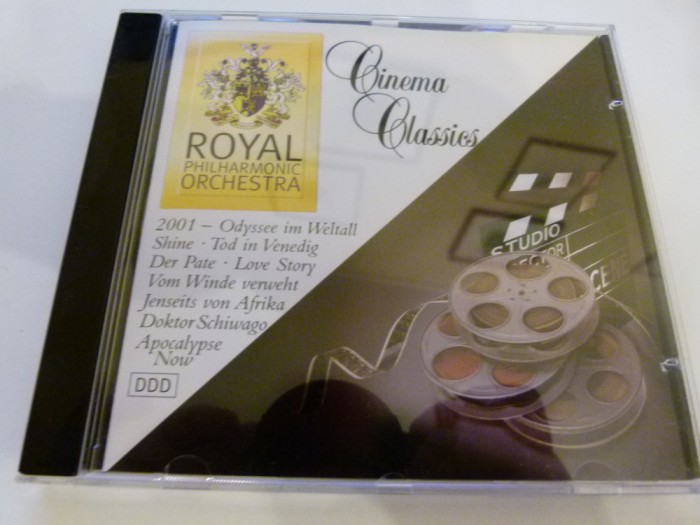 Cinema
Classics
ROYAL
PHILHARMONIC
ORCHESTRA
2001 – Odyssee im Weltall
Shine · Tod in Venedig
Der Pate · Love Story
Vom Winde verweht
Jenseits von Afrika
Doktor Schiwago
Apocalypse
Now
DDD
STUDIO